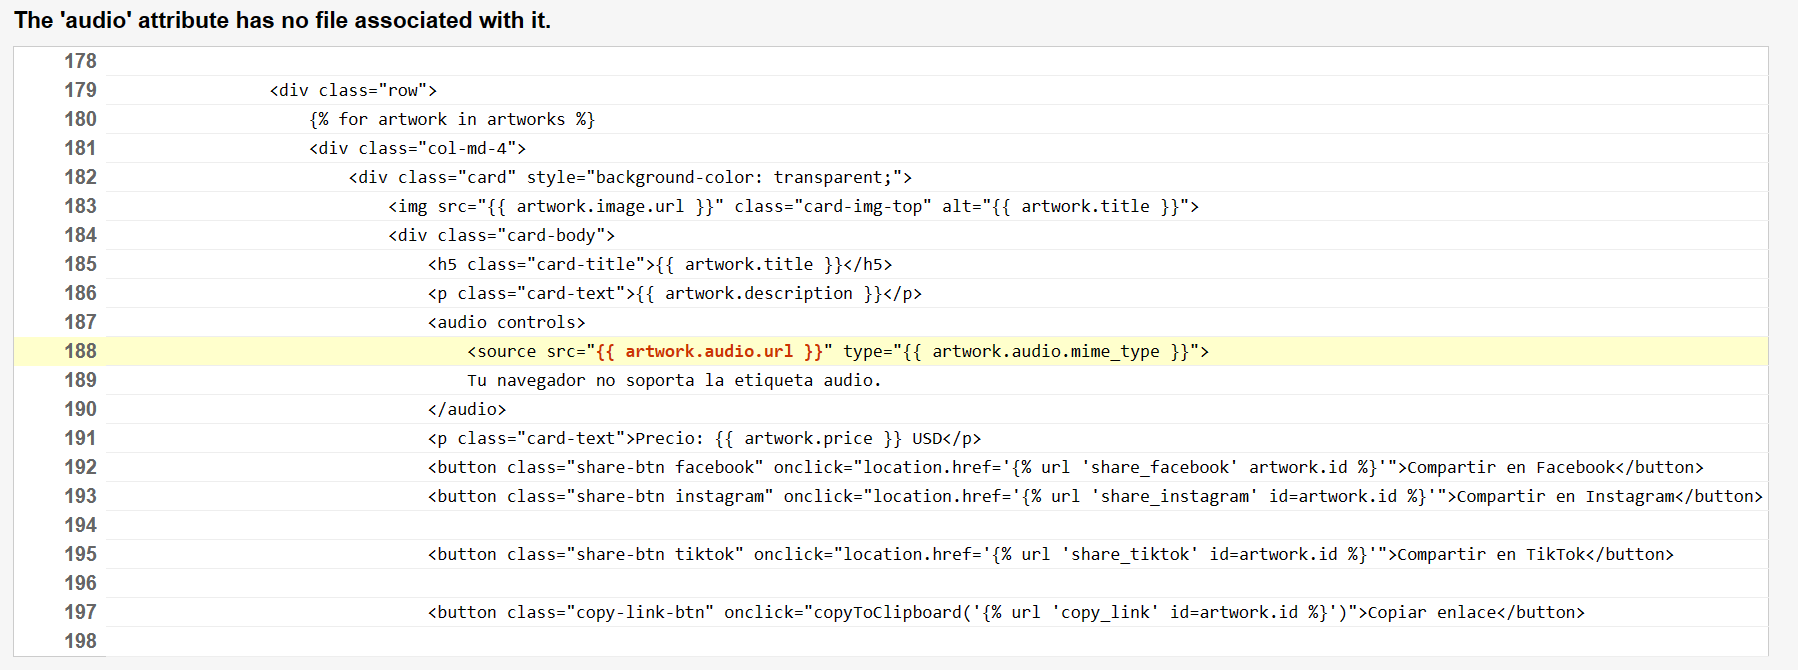 The 'audio' attribute has no file associated with it.
178
179 <div class="row">
180 {% for artwork in artworks %}
181 <div class="col-md-4">
182 <div class="card" style="background-color: transparent;">
183 <img src="{{ artwork.image.url }}" class="card-img-top" alt="{{ artwork.title }}">
184 <div class="card-body">
185 <h5 class="card-title">{{ artwork.title }}</h5>
186 <p class="card-text">{{ artwork.description }}</p>
187 <audio controls>
188 <source src="{{ artwork.audio.url }}" type="{{ artwork.audio.mime_type }}">
189 Tu navegador no soporta la etiqueta audio.
190 </audio>
191 <p class="card-text">Precio: {{ artwork.price }} USD</p>
192 <button class="share-btn facebook" onclick="location.href='{% url 'share_facebook' artwork.id %}'">Compartir en Facebook</button>
193 <button class="share-btn instagram" onclick="location.href='{% url 'share_instagram' id=artwork.id %}'">Compartir en Instagram</button>
194
195 <button class="share-btn tiktok" onclick="location.href='{% url 'share_tiktok' id=artwork.id %}'">Compartir en TikTok</button>
196
197 <button class="copy-link-btn" onclick="copyToClipboard('{% url 'copy_link' id=artwork.id %}')">Copiar enlace</button>
198